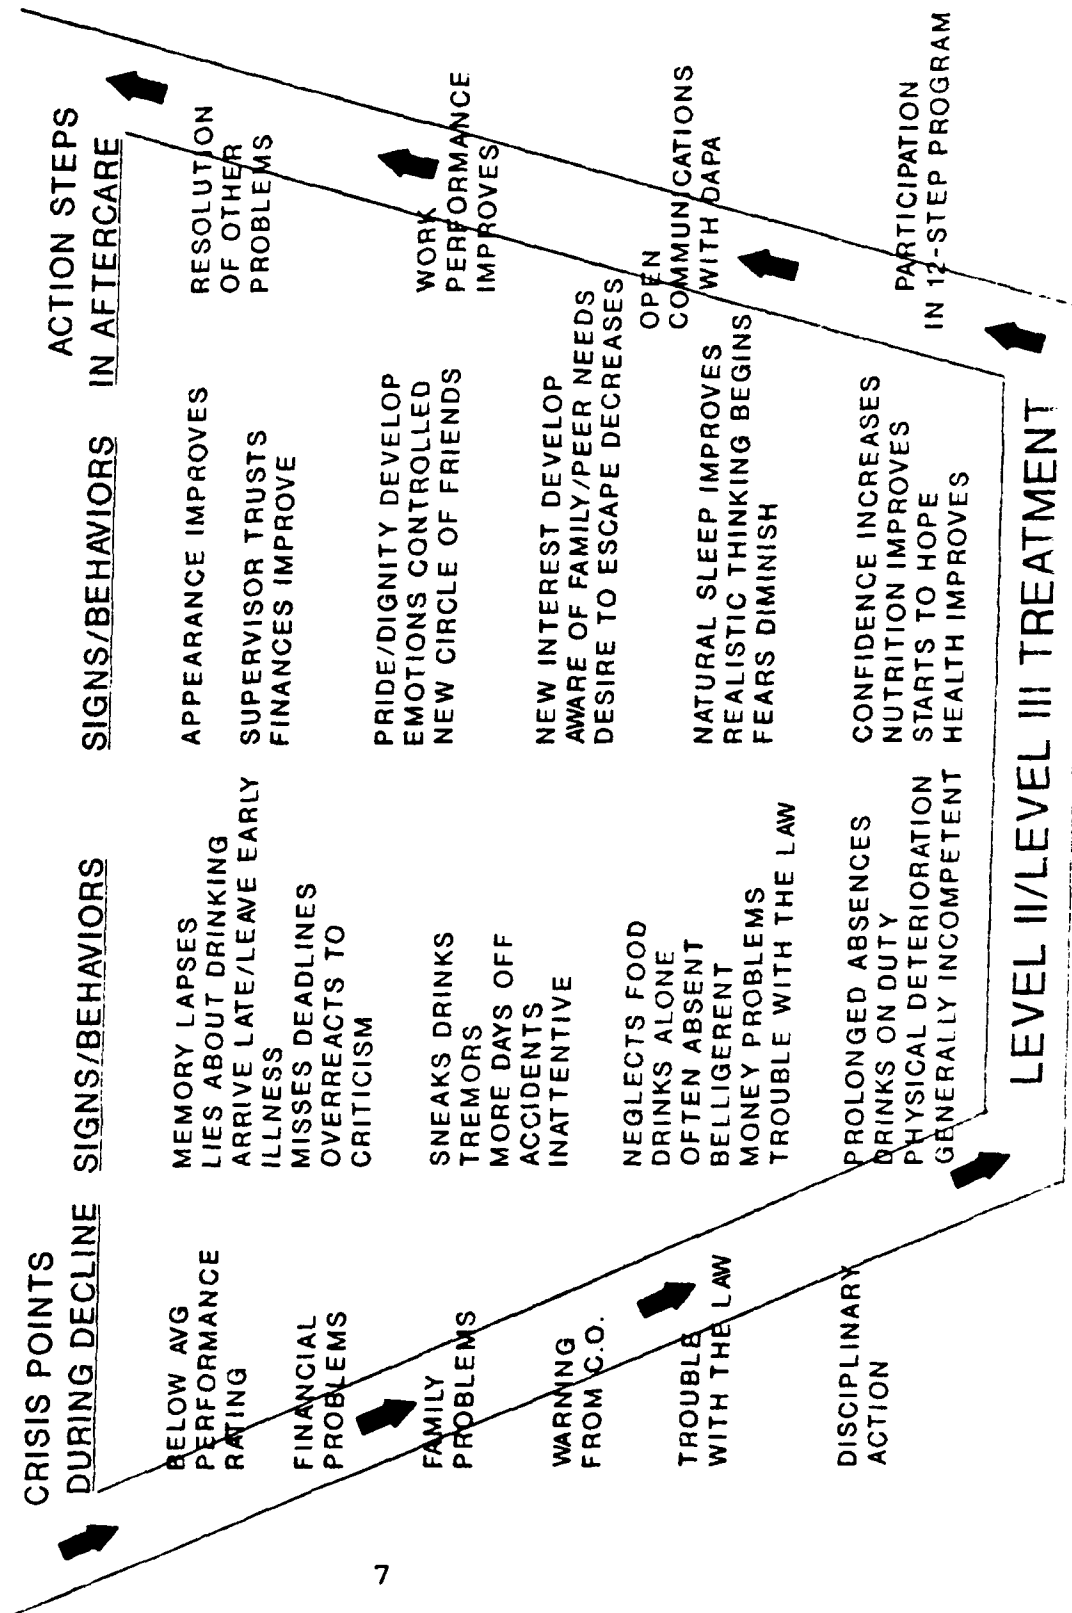 CRISIS POINTS
DURING DECLINE
BELOW AVG
PERFORMANCE
RATING
FINANCIAL
PROBLEMS
FAMILY
PROBLEMS
WARNING
FROM C.O.
TROUBLE
WITH THE LAW
DISCIPLINARY
ACTION
SIGNS/BEHAVIORS
MEMORY LAPSES
LIES ABOUT DRINKING
ARRIVE LATE/LEAVE EARLY
ILLNESS
MISSES DEADLINES
OVERREACTS TO
CRITICISM
SNEAKS DRINKS
TREMORS
MORE DAYS OFF
ACCIDENTS
INATTENTIVE
NEGLECTS FOOD
DRINKS ALONE
OFTEN ABSENT
BELLIGERENT
MONEY PROBLEMS
TROUBLE WITH THE LAW
PROLONGED ABSENCES
DRINKS ON DUTY
PHYSICAL DETERIORATION
GENERALLY INCOMPETENT
SIGNS/BEHAVIORS
APPEARANCE IMPROVES
SUPERVISOR TRUSTS
FINANCES IMPROVE
PRIDE/DIGNITY DEVELOP
EMOTIONS CONTROLLED
NEW CIRCLE OF FRIENDS
NEW INTEREST DEVELOP
AWARE OF FAMILY/PEER NEEDS
DESIRE TO ESCAPE DECREASES
NATURAL SLEEP IMPROVES
REALISTIC THINKING BEGINS
FEARS DIMINISH
CONFIDENCE INCREASES
NUTRITION IMPROVES
STARTS TO HOPE
HEALTH IMPROVES
ACTION STEPS
IN AFTERCARE
RESOLUTION
OF OTHER
PROBLEMS
WORK
PERFORMANCE
IMPROVES
OPEN
COMMUNICATIONS
WITH DAPA
PARTICIPATION
IN 12-STEP PROGRAM
LEVEL II/LEVEL III TREATMENT
7